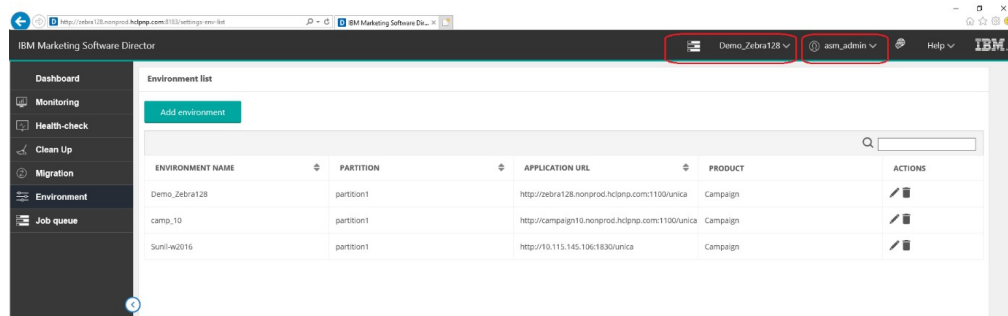 http://zebra128.nonprod.hclpnp.com:8183/settings-env-list
IBM Marketing Software Dir...
IBM Marketing Software Director
Demo_Zebra128
asm_admin
Help
IBM
Dashboard
Monitoring
Health-check
Clean Up
Migration
Environment
Job queue
Environment list
Add environment
ENVIRONMENT NAME PARTITION APPLICATION URL PRODUCT ACTIONS
Demo_Zebra128 partition1 http://zebra128.nonprod.hclpnp.com:1100/unica Campaign
camp_10 partition1 http://campaign10.nonprod.hclpnp.com:1100/unica Campaign
Sunil-w2016 partition1 http://10.115.145.106:1830/unica Campaign